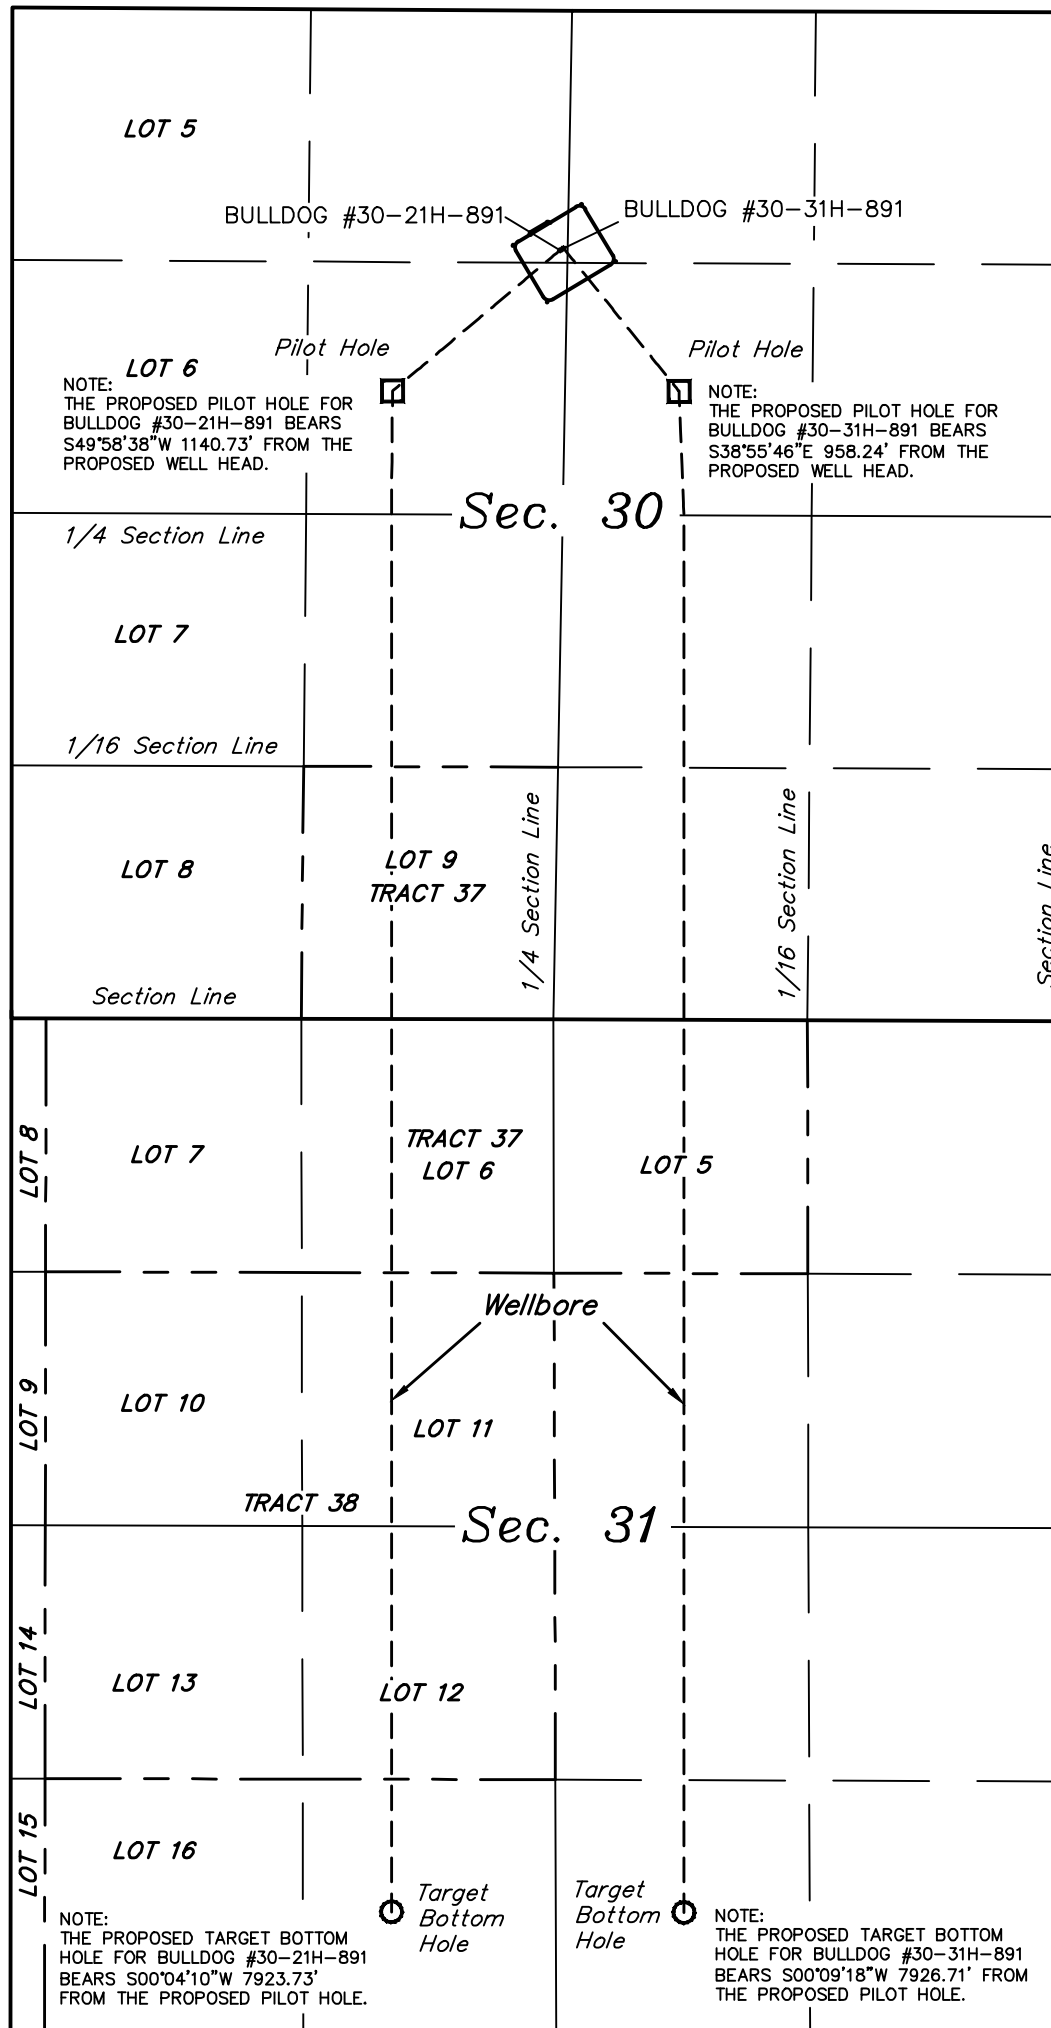 LOT 5
BULLDOG #30-21H-891
BULLDOG #30-31H-891
Pilot Hole
Pilot Hole
LOT 6
NOTE:
THE PROPOSED PILOT HOLE FOR
BULLDOG #30-21H-891 BEARS
S49°58'38"W 1140.73' FROM THE
PROPOSED WELL HEAD.
NOTE:
THE PROPOSED PILOT HOLE FOR
BULLDOG #30-31H-891 BEARS
S38°55'46"E 958.24' FROM THE
PROPOSED WELL HEAD.
Sec. 30
1/4 Section Line
LOT 7
1/16 Section Line
LOT 8
LOT 9
TRACT 37
1/4 Section Line
1/16 Section Line
Section Line
Section Line
LOT 8
LOT 7
TRACT 37
LOT 6
LOT 5
Wellbore
LOT 9
LOT 10
LOT 11
TRACT 38
Sec. 31
LOT 14
LOT 13
LOT 12
LOT 15
LOT 16
Target
Bottom
Hole
Target
Bottom
Hole
NOTE:
THE PROPOSED TARGET BOTTOM
HOLE FOR BULLDOG #30-21H-891
BEARS S00°04'10"W 7923.73'
FROM THE PROPOSED PILOT HOLE.
NOTE:
THE PROPOSED TARGET BOTTOM
HOLE FOR BULLDOG #30-31H-891
BEARS S00°09'18"W 7926.71' FROM
THE PROPOSED PILOT HOLE.